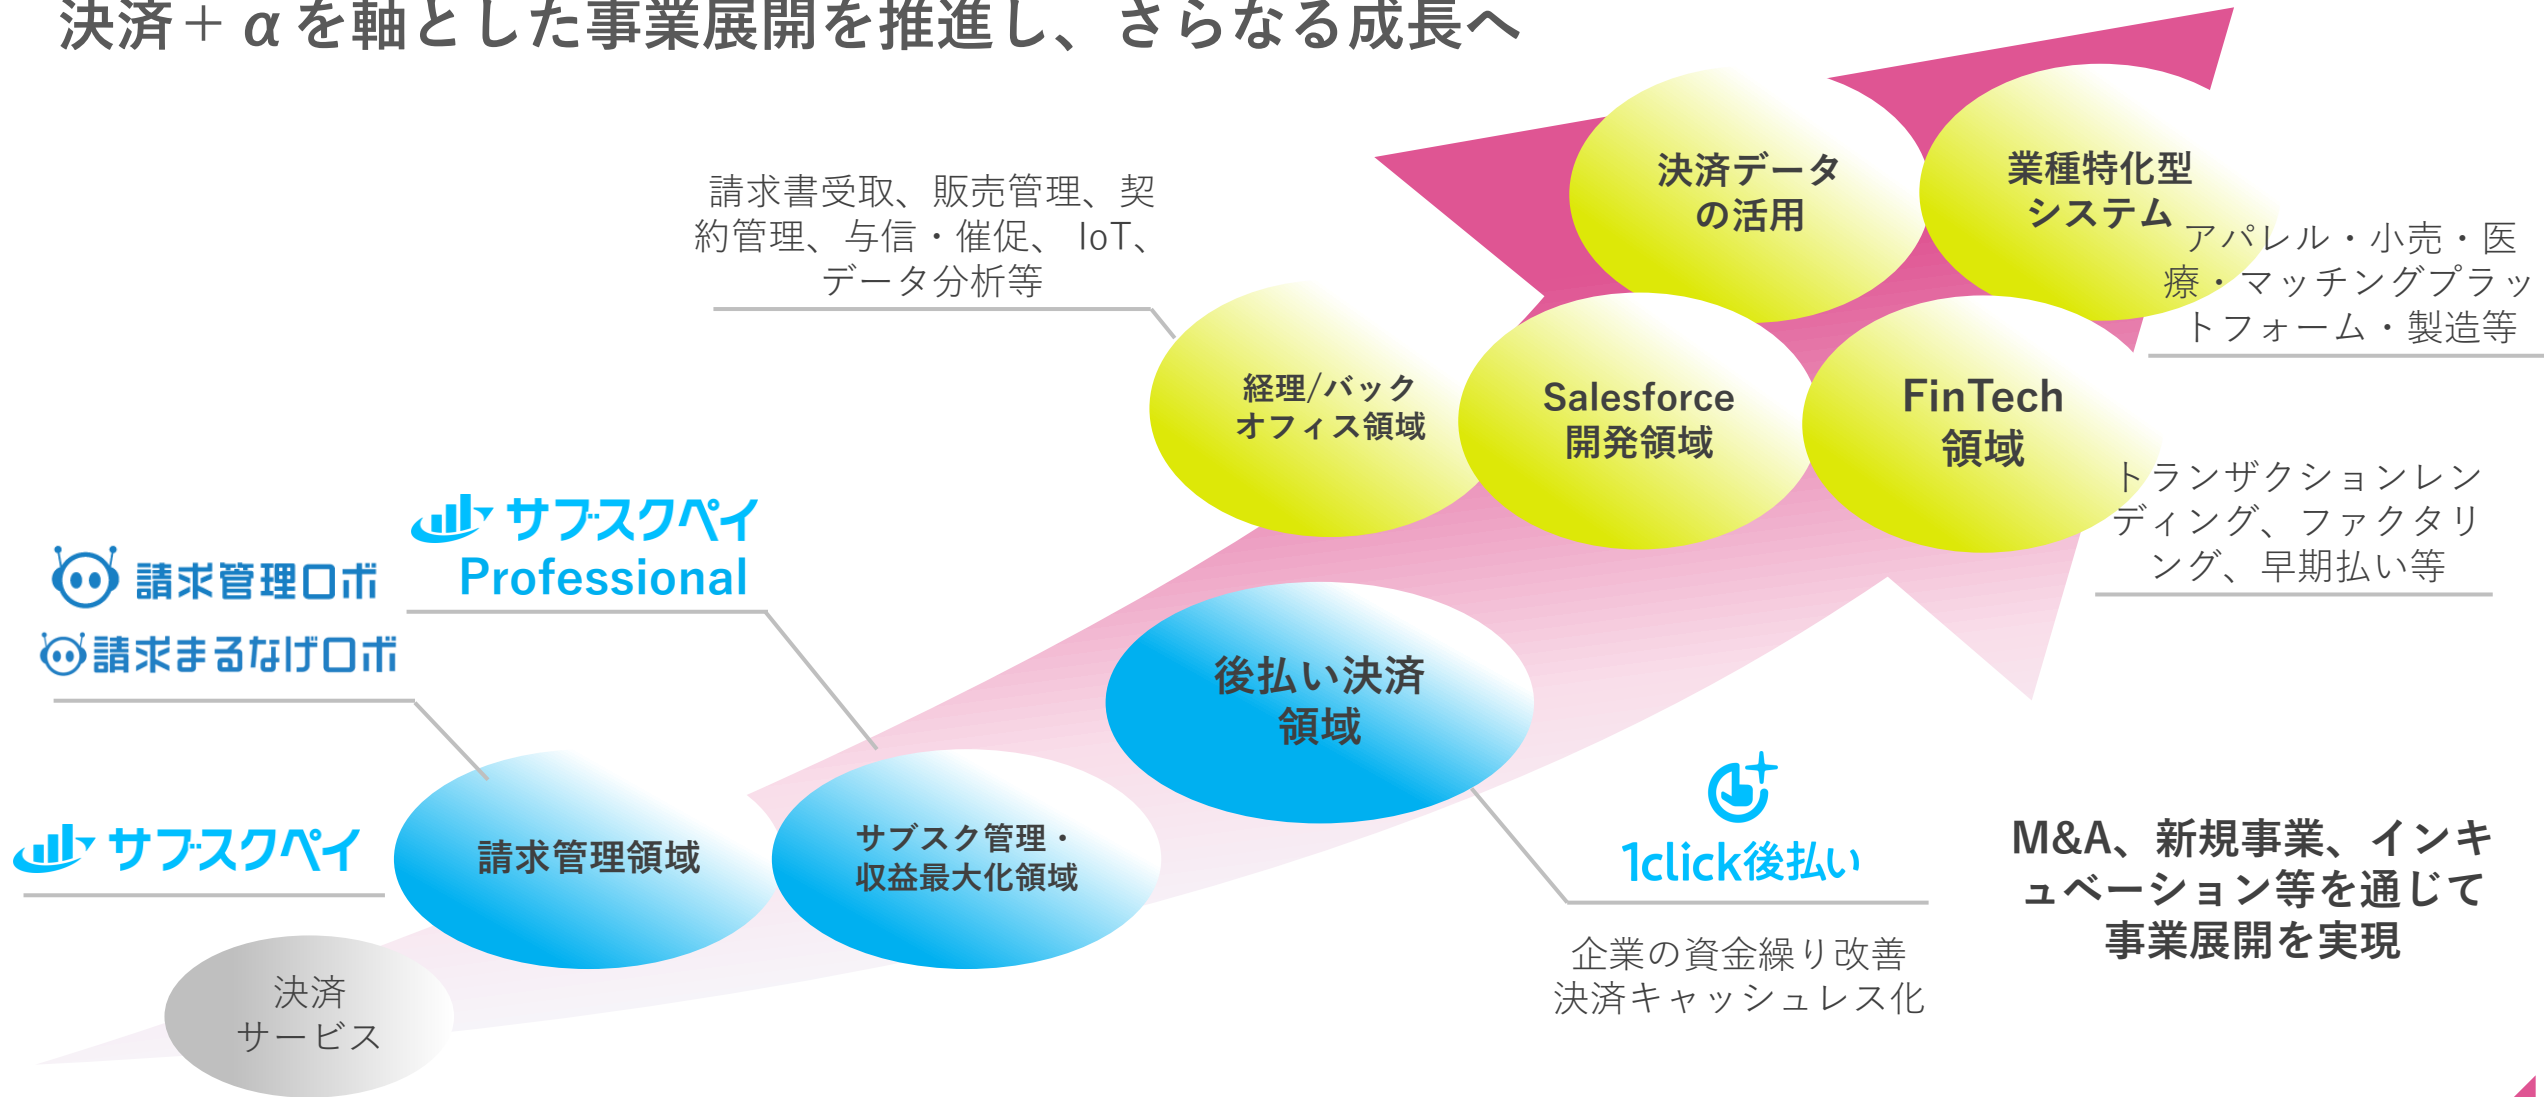 決済＋αを軸とした事業展開を推進し、さらなる成長へ
請求書受取、販売管理、契
約管理、与信・催促、IoT、
データ分析等
決済データ
の活用
業種特化型
システム
アパレル・小売・医
療・マッチングプラッ
トフォーム・製造等
経理/バック
オフィス領域
Salesforce
開発領域
FinTech
領域
トランザクションレン
ディング、ファクタリ
ング、早期払い等
サブスクペイ
Professional
請求管理ロボ
請求まるなげロボ
後払い決済
領域
サブスクペイ
請求管理領域
サブスク管理・
収益最大化領域
1click後払い
企業の資金繰り改善
決済キャッシュレス化
M&A、新規事業、インキ
ュベーション等を通じて
事業展開を実現
決済
サービス